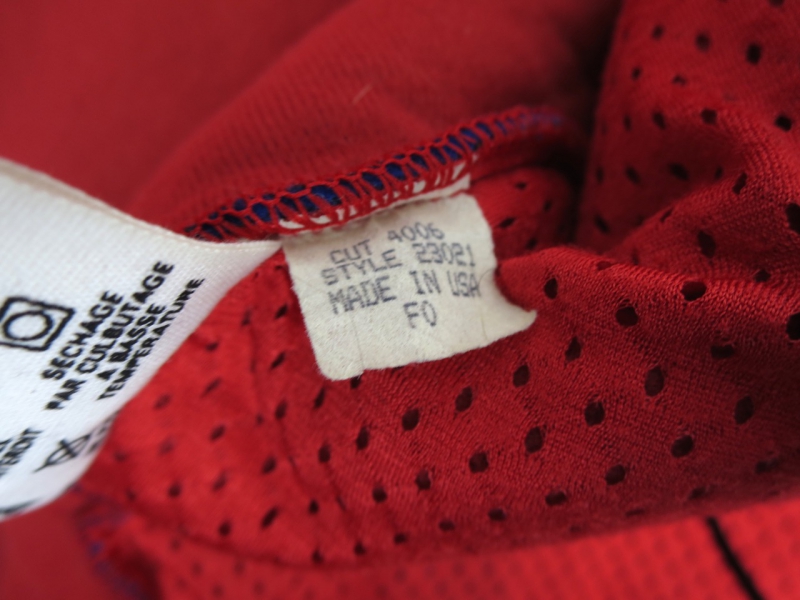 CUT 4006
STYLE 23021
MADE IN USA
FO
SECHAGE
PAR CULBUTAGE
A BASSE
TEMPERATURE